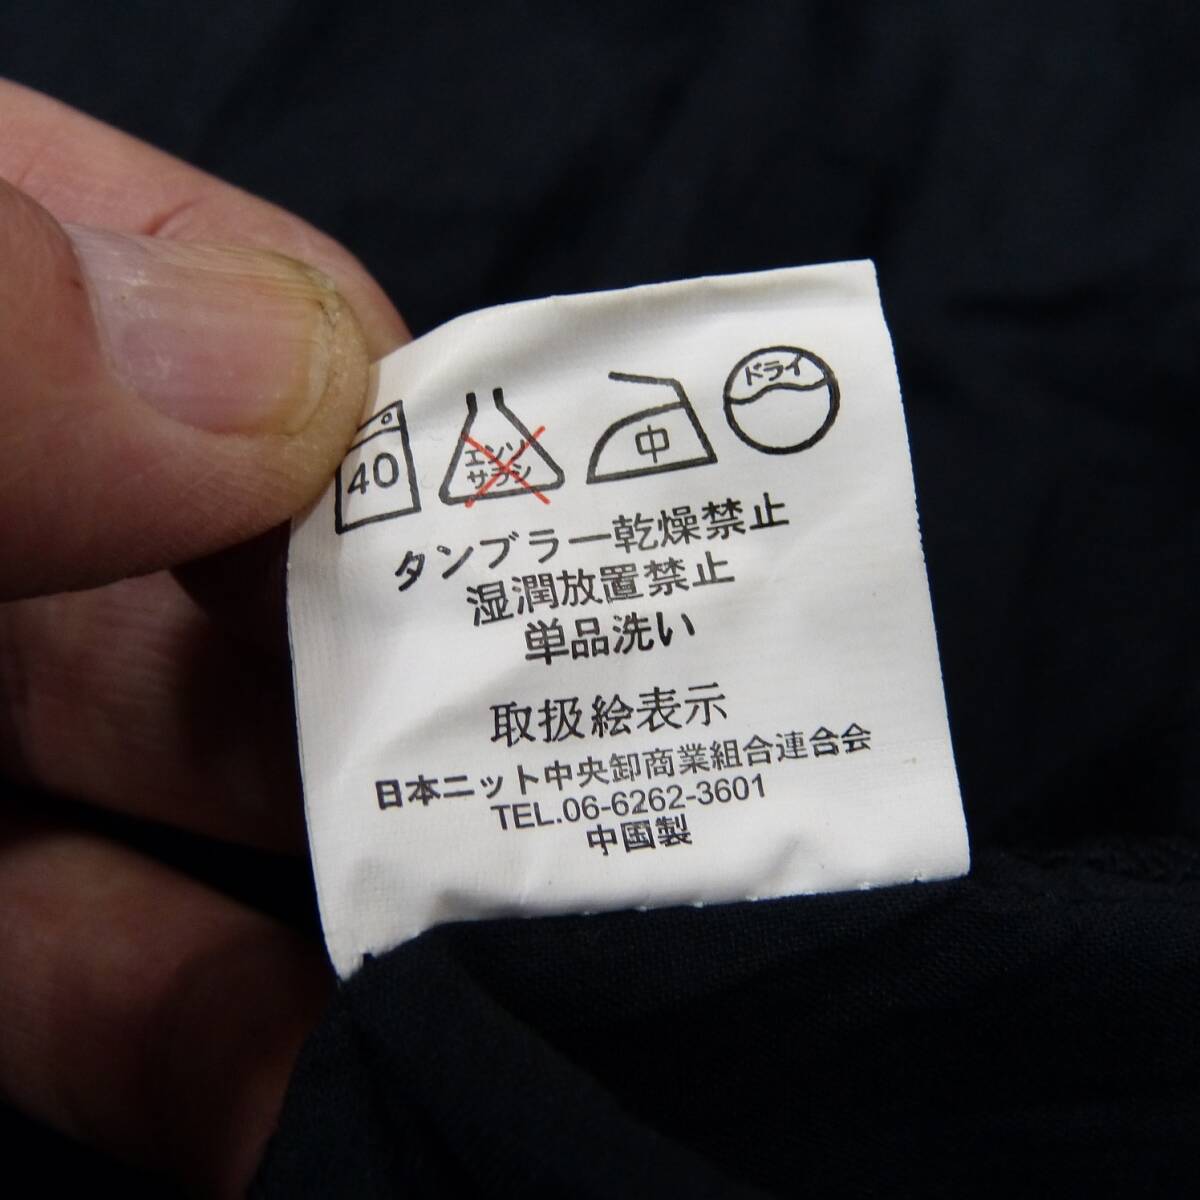 40
エンソ
サラシ
中
ドライ
タンブラー乾燥禁止
湿潤放置禁止
単品洗い
取扱絵表示
日本ニット中央卸商業組合連合会
TEL.06-6262-3601
中国製